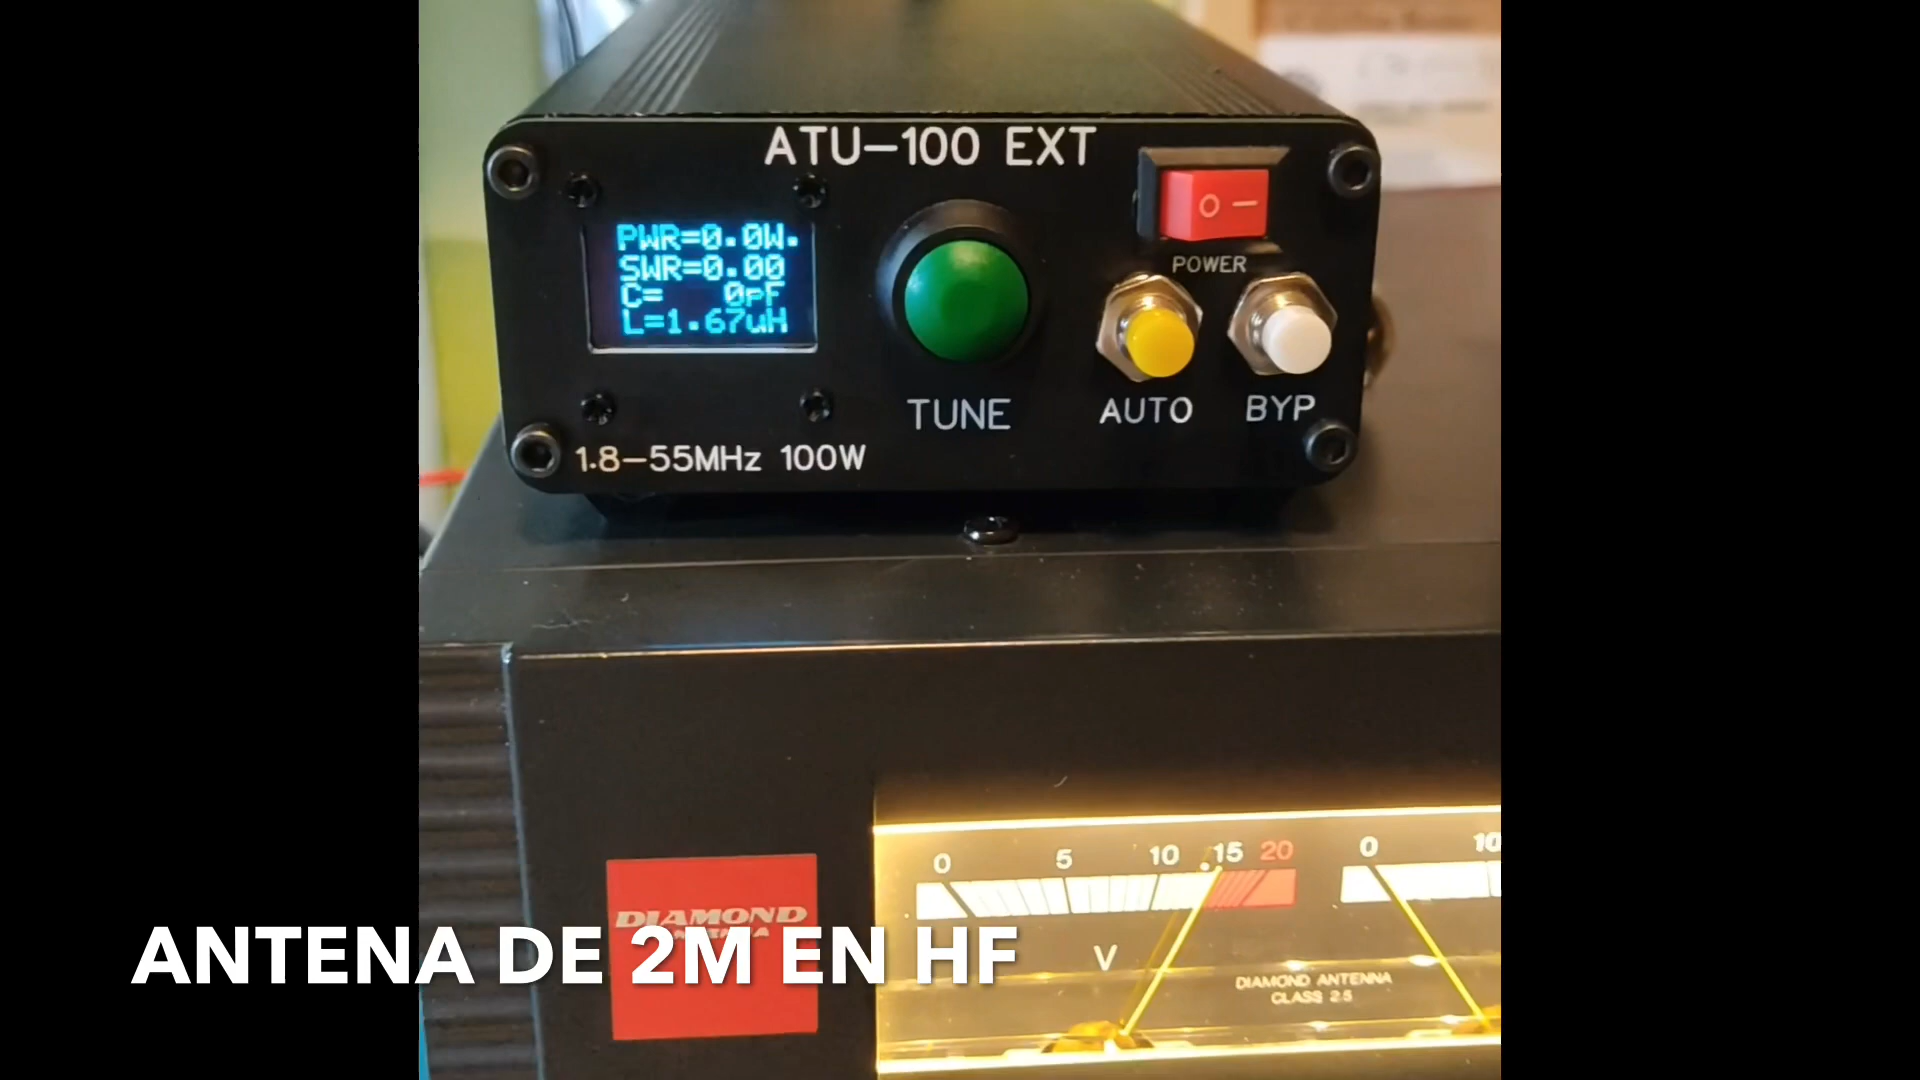 ATU-100 EXT
PWR=0.0W.
SWR=0.00
C= 0pF
L=1.67uH
POWER
TUNE
AUTO
BYP
1.8-55MHz 100W
0 5 10 15 20
0 10
V
DIAMOND
DIAMOND ANTENNA
CLASS 2.5
ANTENA DE 2M EN HF